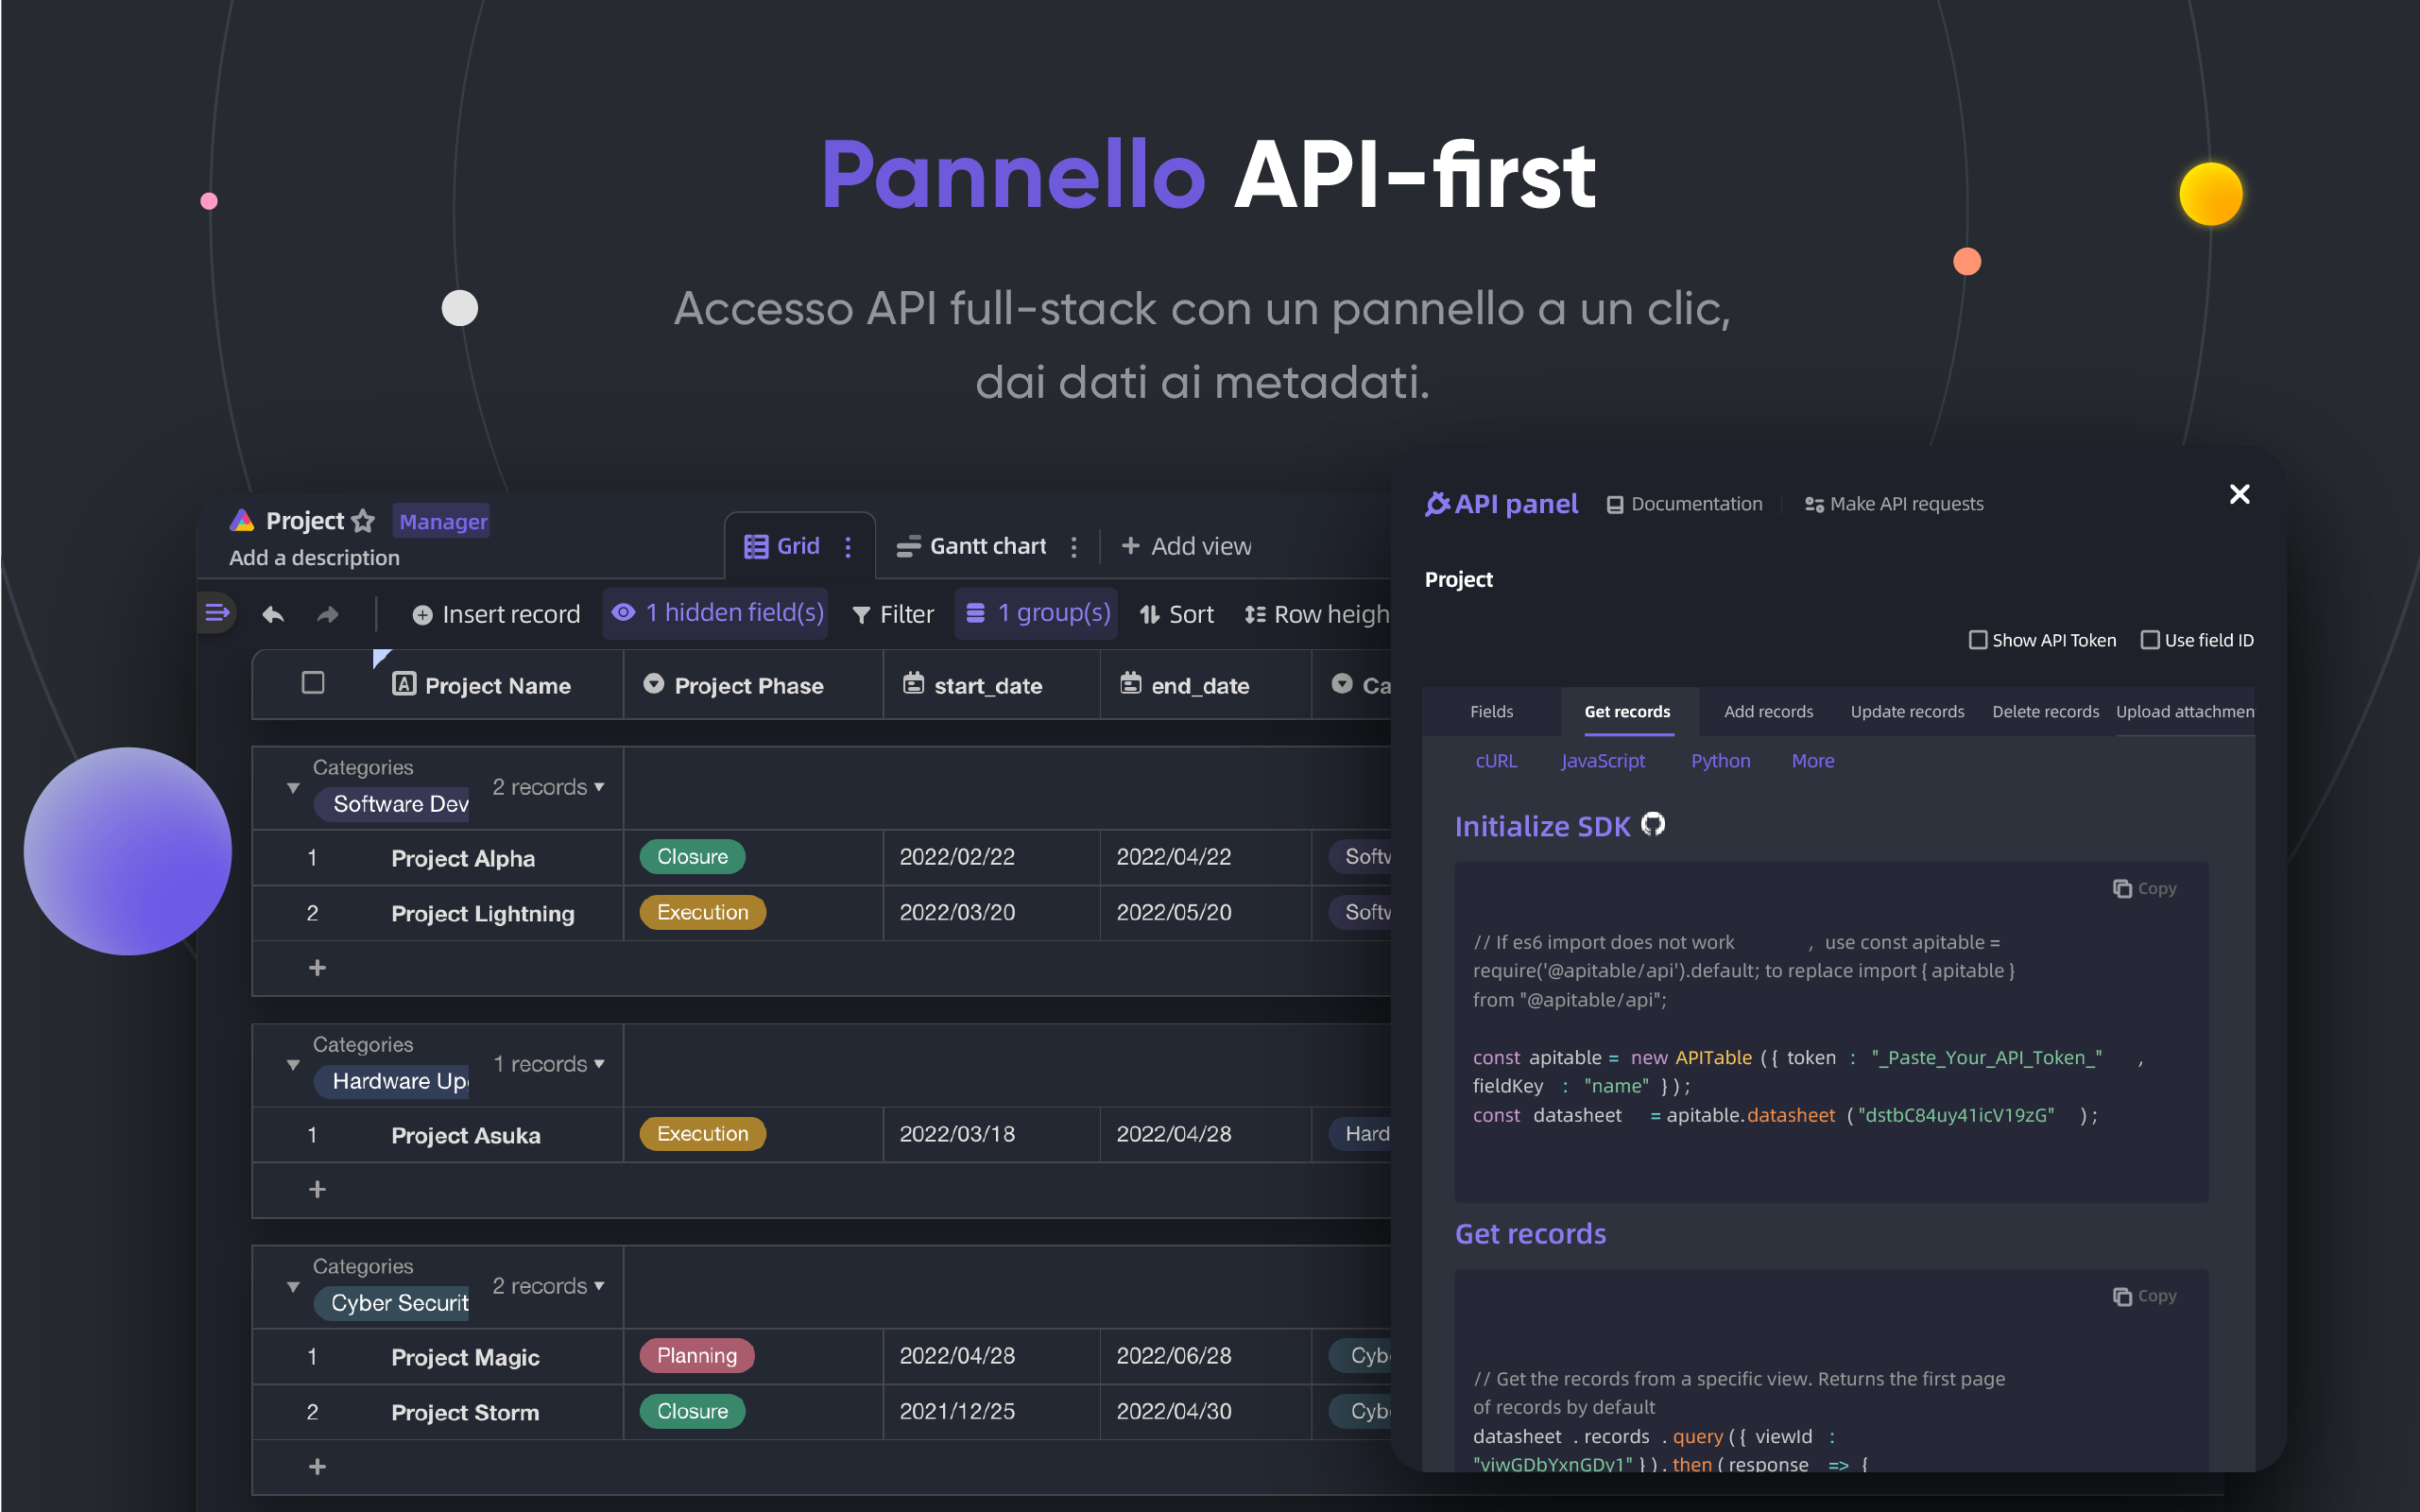 Pannello API-first
Accesso API full-stack con un pannello a un clic,
dai dati ai metadati.
Project Manager
Add a description
Grid
Gantt chart
+ Add view
Insert record
1 hidden field(s)
Filter
1 group(s)
Sort
Row heigh
Project Name
Project Phase
start_date
end_date
Ca
Categories
Software Dev
2 records
1 Project Alpha Closure 2022/02/22 2022/04/22 Softw
2 Project Lightning Execution 2022/03/20 2022/05/20 Softw
+
Categories
Hardware Up
1 records
1 Project Asuka Execution 2022/03/18 2022/04/28 Hard
+
Categories
Cyber Securit
2 records
1 Project Magic Planning 2022/04/28 2022/06/28 Cybe
2 Project Storm Closure 2021/12/25 2022/04/30 Cybe
+
API panel
Documentation
Make API requests
Project
Show API Token
Use field ID
Fields
Get records
Add records
Update records
Delete records
Upload attachmen
cURL
JavaScript
Python
More
Initialize SDK
Copy
// If es6 import does not work , use const apitable =
require('@apitable/api').default; to replace import { apitable }
from "@apitable/api";
const apitable = new APITable ({ token : "_Paste_Your_API_Token_" ,
fieldKey : "name" });
const datasheet = apitable.datasheet ("dstbC84uy41icV19zG" );
Get records
Copy
// Get the records from a specific view. Returns the first page
of records by default
datasheet . records . query ({ viewId :
"viwGDbYxnGDy1" }) . then ( response => {